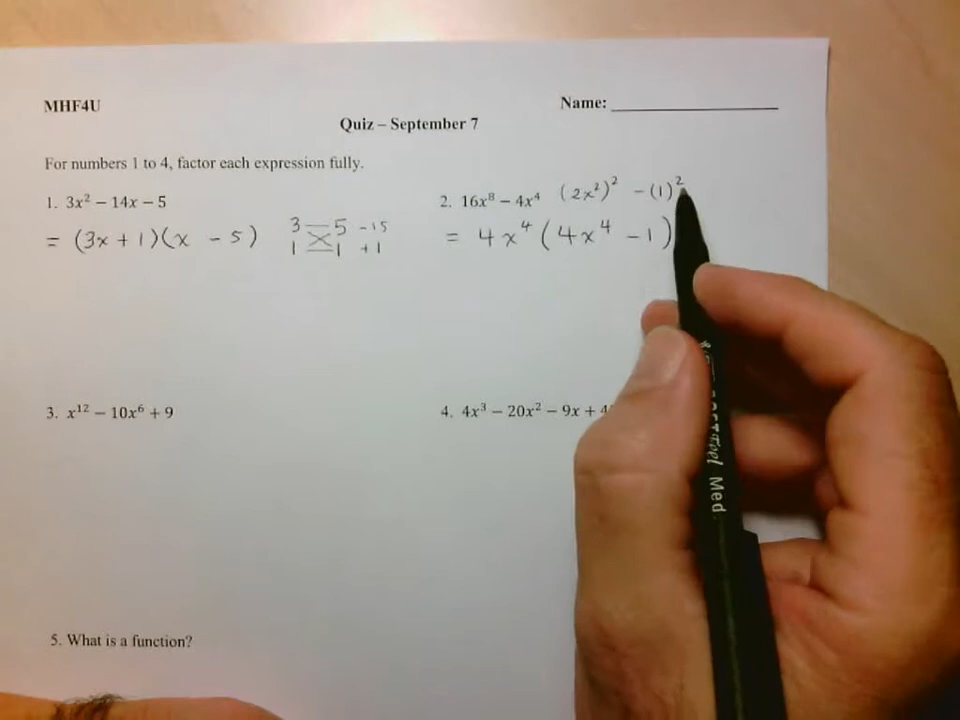 MHF4U
Name:
Quiz – September 7
For numbers 1 to 4, factor each expression fully.
1. 3x² – 14x – 5
= (3x + 1)(x – 5)
3 5 -15
1 1 +1
2. 16x⁸ – 4x⁴ (2x²)² – (1)²
= 4x⁴(4x⁴ – 1)
3. x¹² – 10x⁶ + 9
4. 4x³ – 20x² – 9x + 4
5. What is a function?
Med